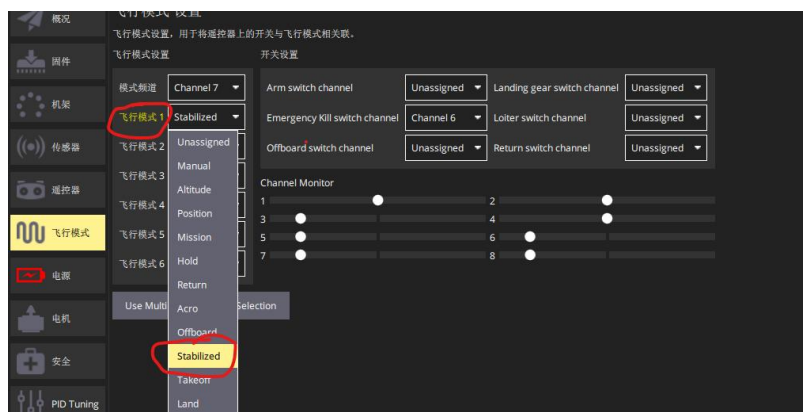 概况
飞行模式 设置
飞行模式设置，用于将遥控器上的开关与飞行模式相关联。
固件
飞行模式设置
开关设置
模式频道 Channel 7
Arm switch channel Unassigned
Landing gear switch channel Unassigned
机架
飞行模式 1 Stabilized
Emergency Kill switch channel Channel 6
Loiter switch channel Unassigned
传感器
飞行模式 2
Unassigned
Offboard switch channel Unassigned
Return switch channel Unassigned
Manual
飞行模式 3
Altitude
遥控器
Channel Monitor
飞行模式 4
1
2
Position
3
4
飞行模式
飞行模式 5
Mission
5
6
飞行模式 6
Hold
7
8
电源
Return
Use Multi
Acro
Selection
电机
Offboard
安全
Stabilized
Takeoff
PID Tuning
Land